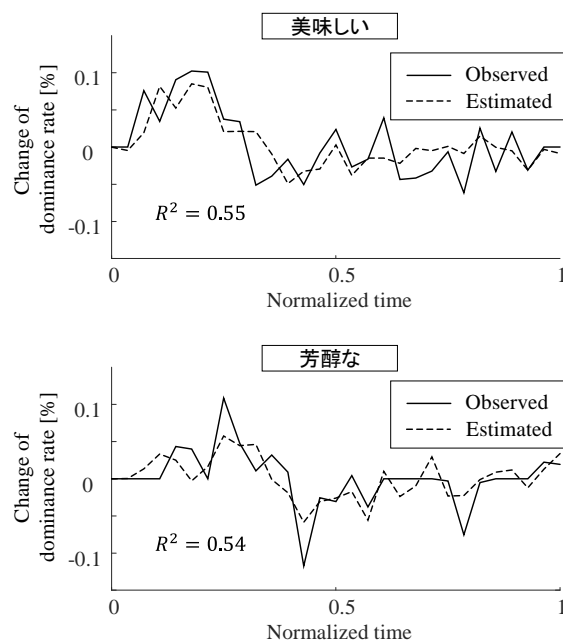 美味しい
Change of
dominance rate [%]
0.1
0
-0.1
Observed
Estimated
R² = 0.55
0
0.5
1
Normalized time
芳醇な
Change of
dominance rate [%]
0.1
0
-0.1
Observed
Estimated
R² = 0.54
0
0.5
1
Normalized time